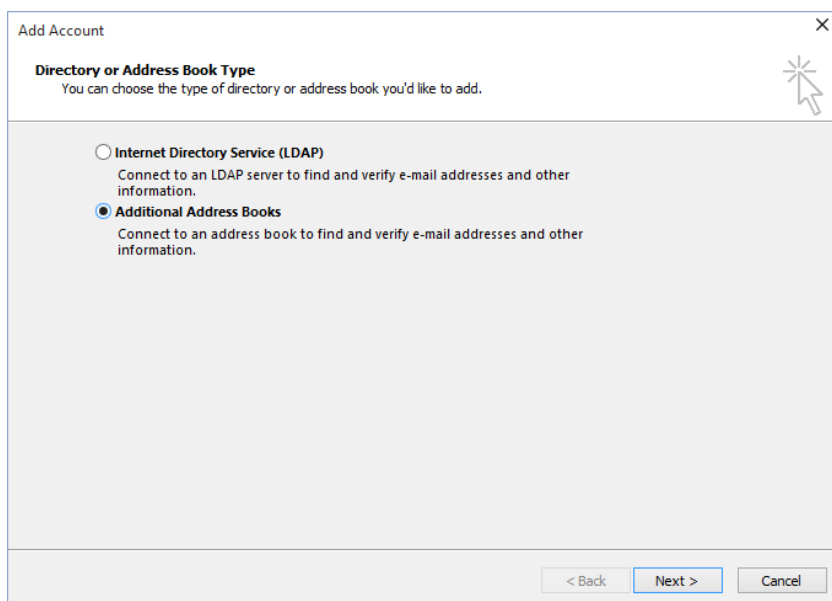 Add Account
Directory or Address Book Type
You can choose the type of directory or address book you'd like to add.
Internet Directory Service (LDAP)
Connect to an LDAP server to find and verify e-mail addresses and other
information.
Additional Address Books
Connect to an address book to find and verify e-mail addresses and other
information.
< Back Next > Cancel